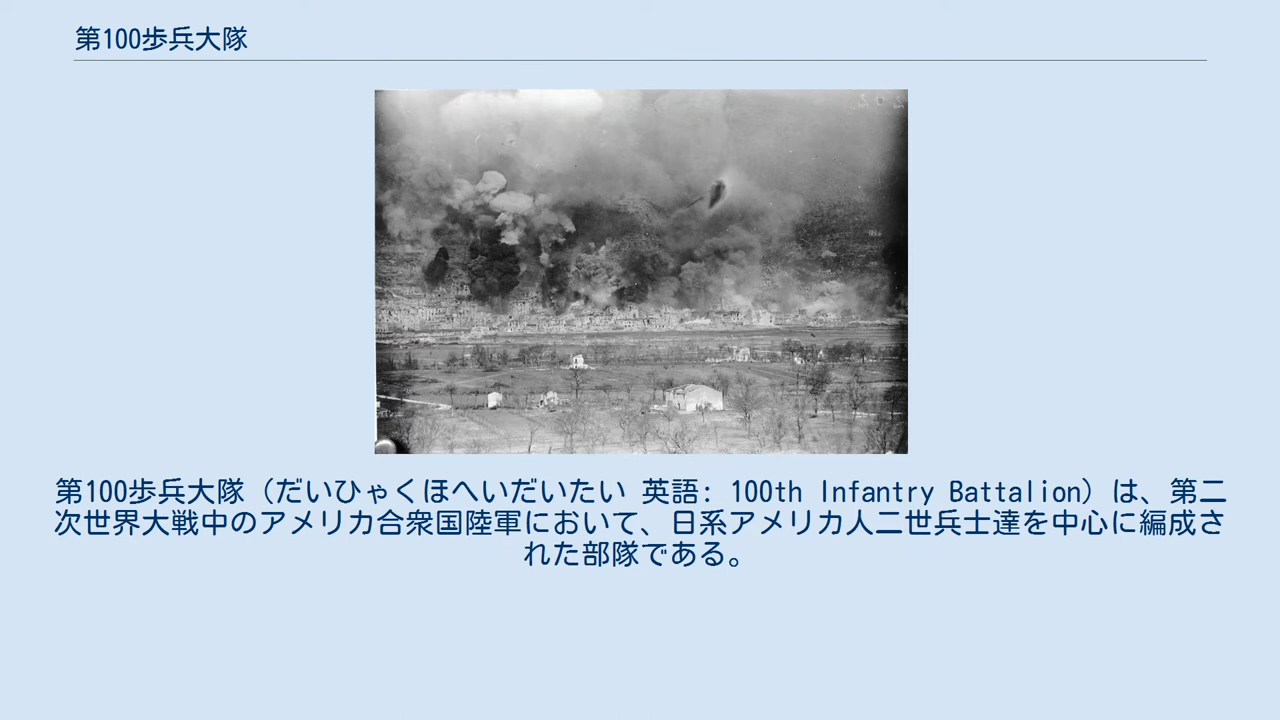 第100歩兵大隊
第100歩兵大隊（だいひゃくほへいだいたい 英語: 100th Infantry Battalion）は、第二
次世界大戦中のアメリカ合衆国陸軍において、日系アメリカ人二世兵士達を中心に編成さ
れた部隊である。